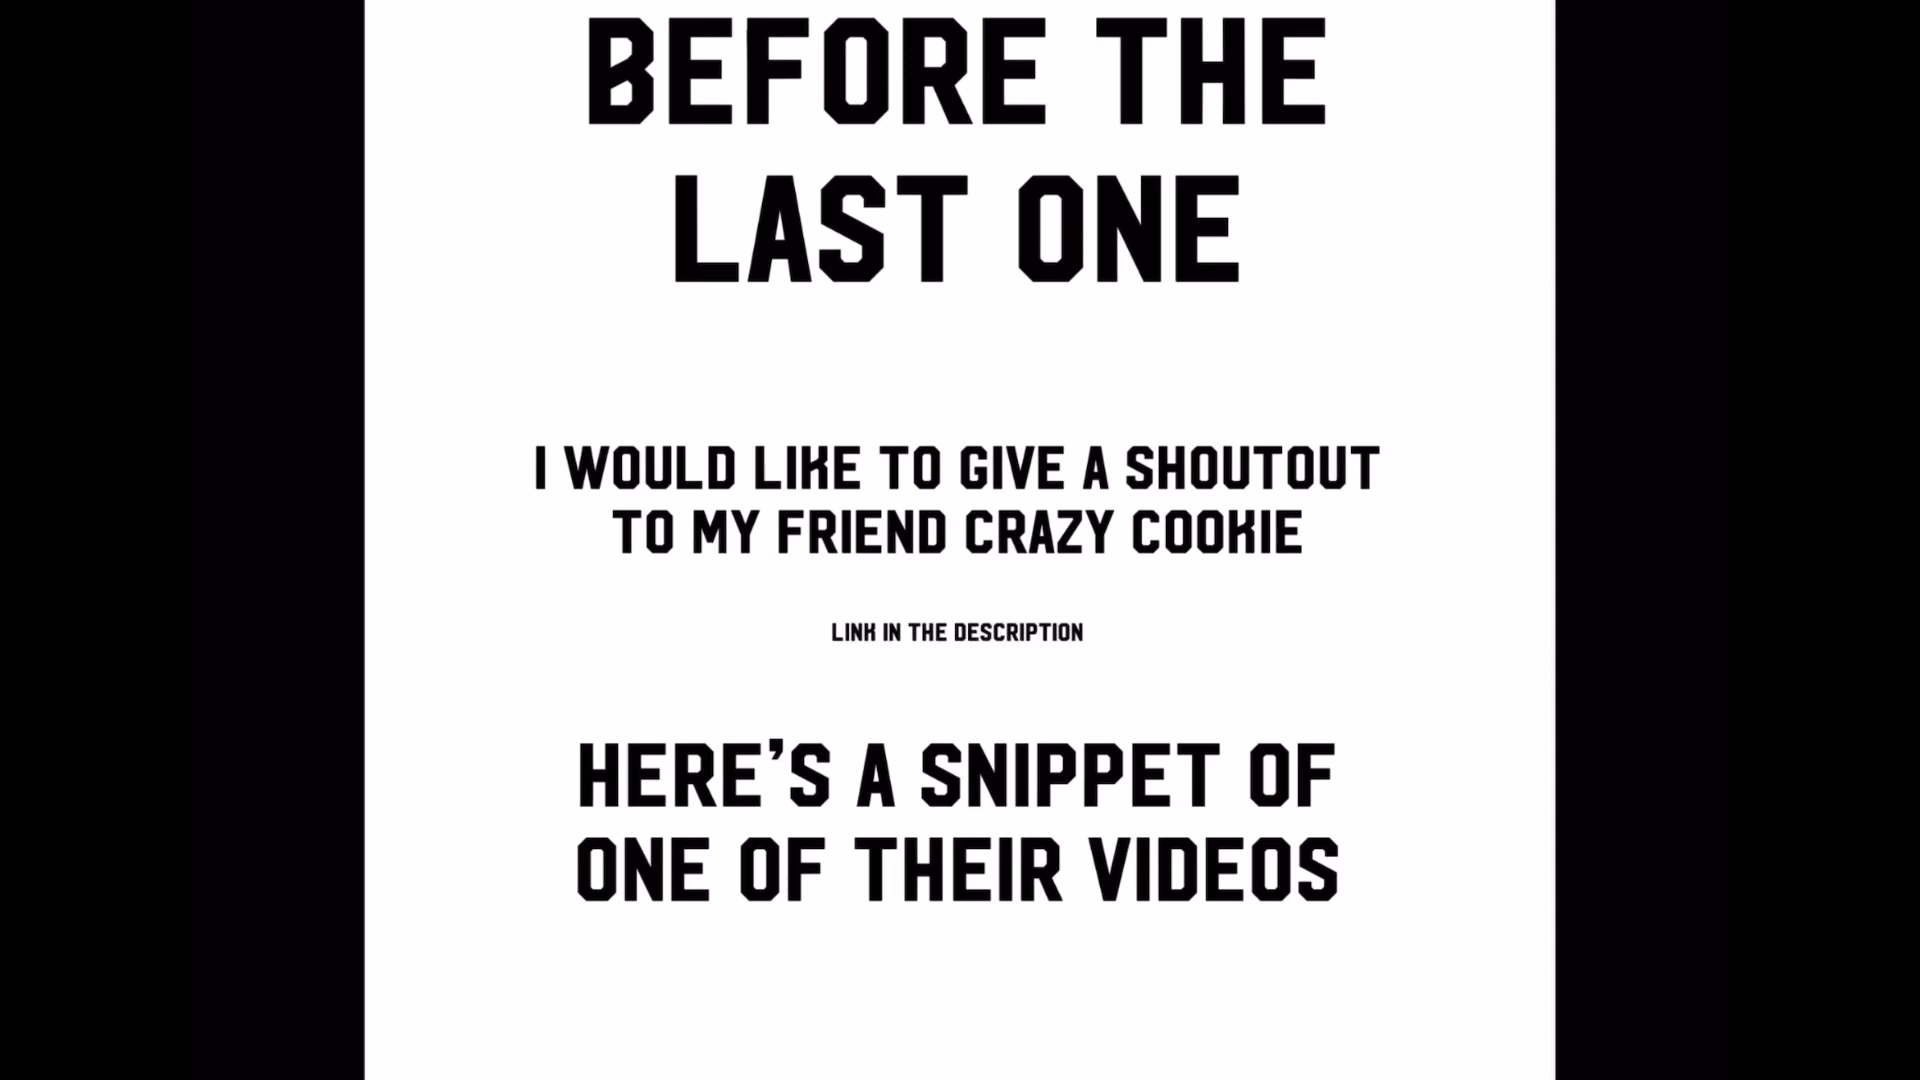 BEFORE THE
LAST ONE
I WOULD LIKE TO GIVE A SHOUTOUT
TO MY FRIEND CRAZY COOKIE
LINK IN THE DESCRIPTION
HERE'S A SNIPPET OF
ONE OF THEIR VIDEOS